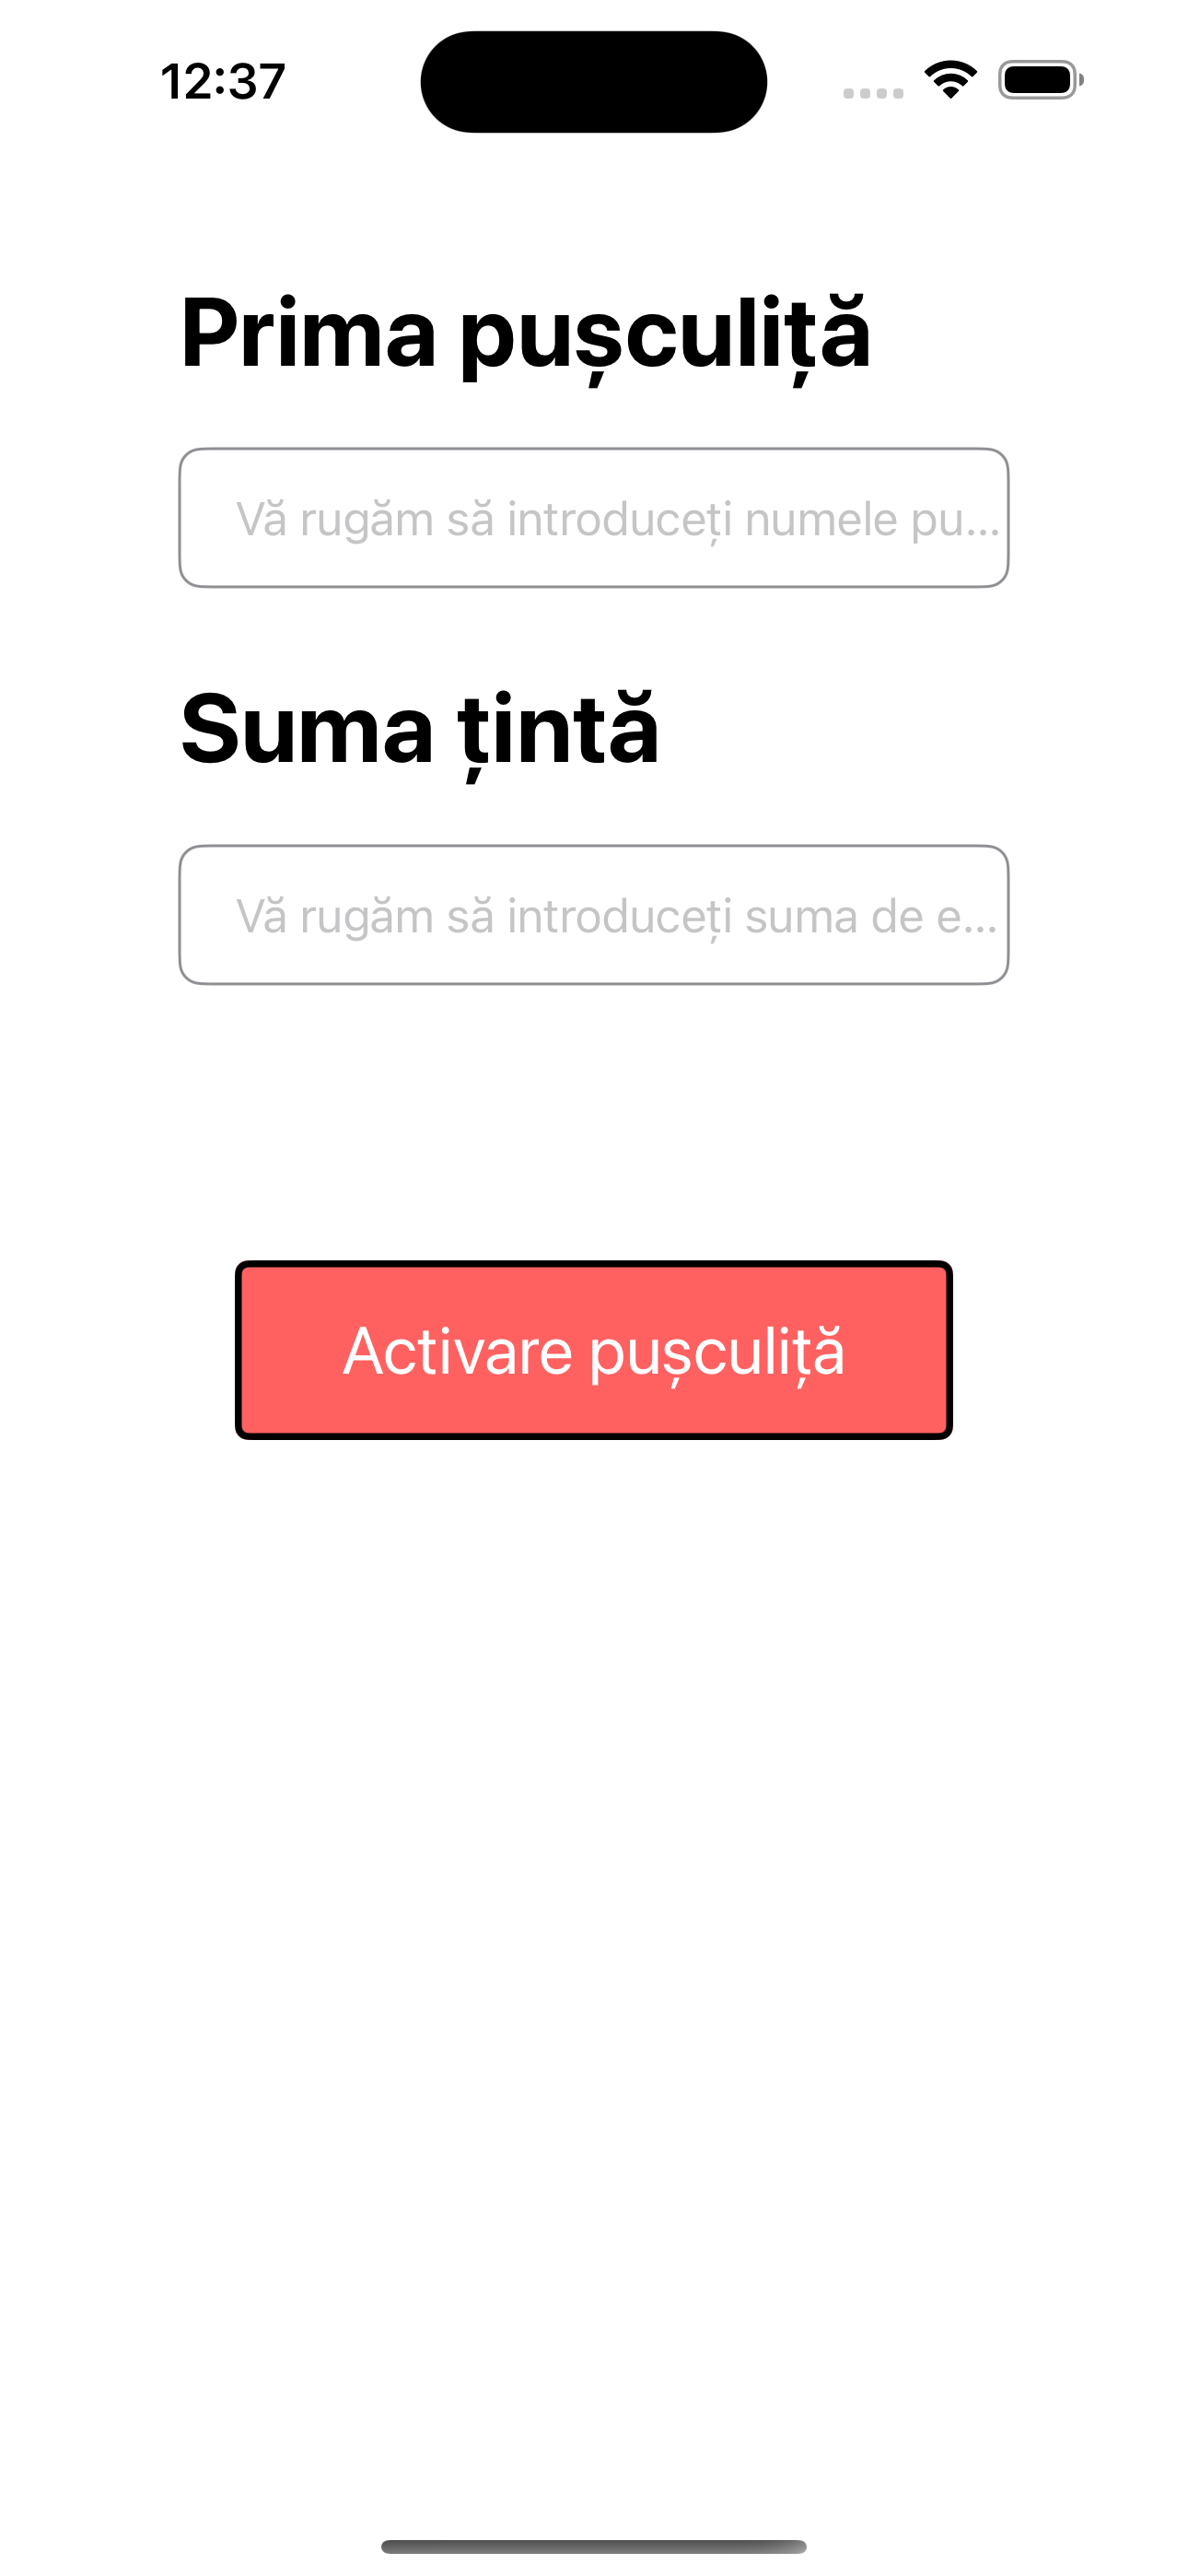 12:37
Prima pușculiță
Vă rugăm să introduceți numele pu...
Suma țintă
Vă rugăm să introduceți suma de e...
Activare pușculiță